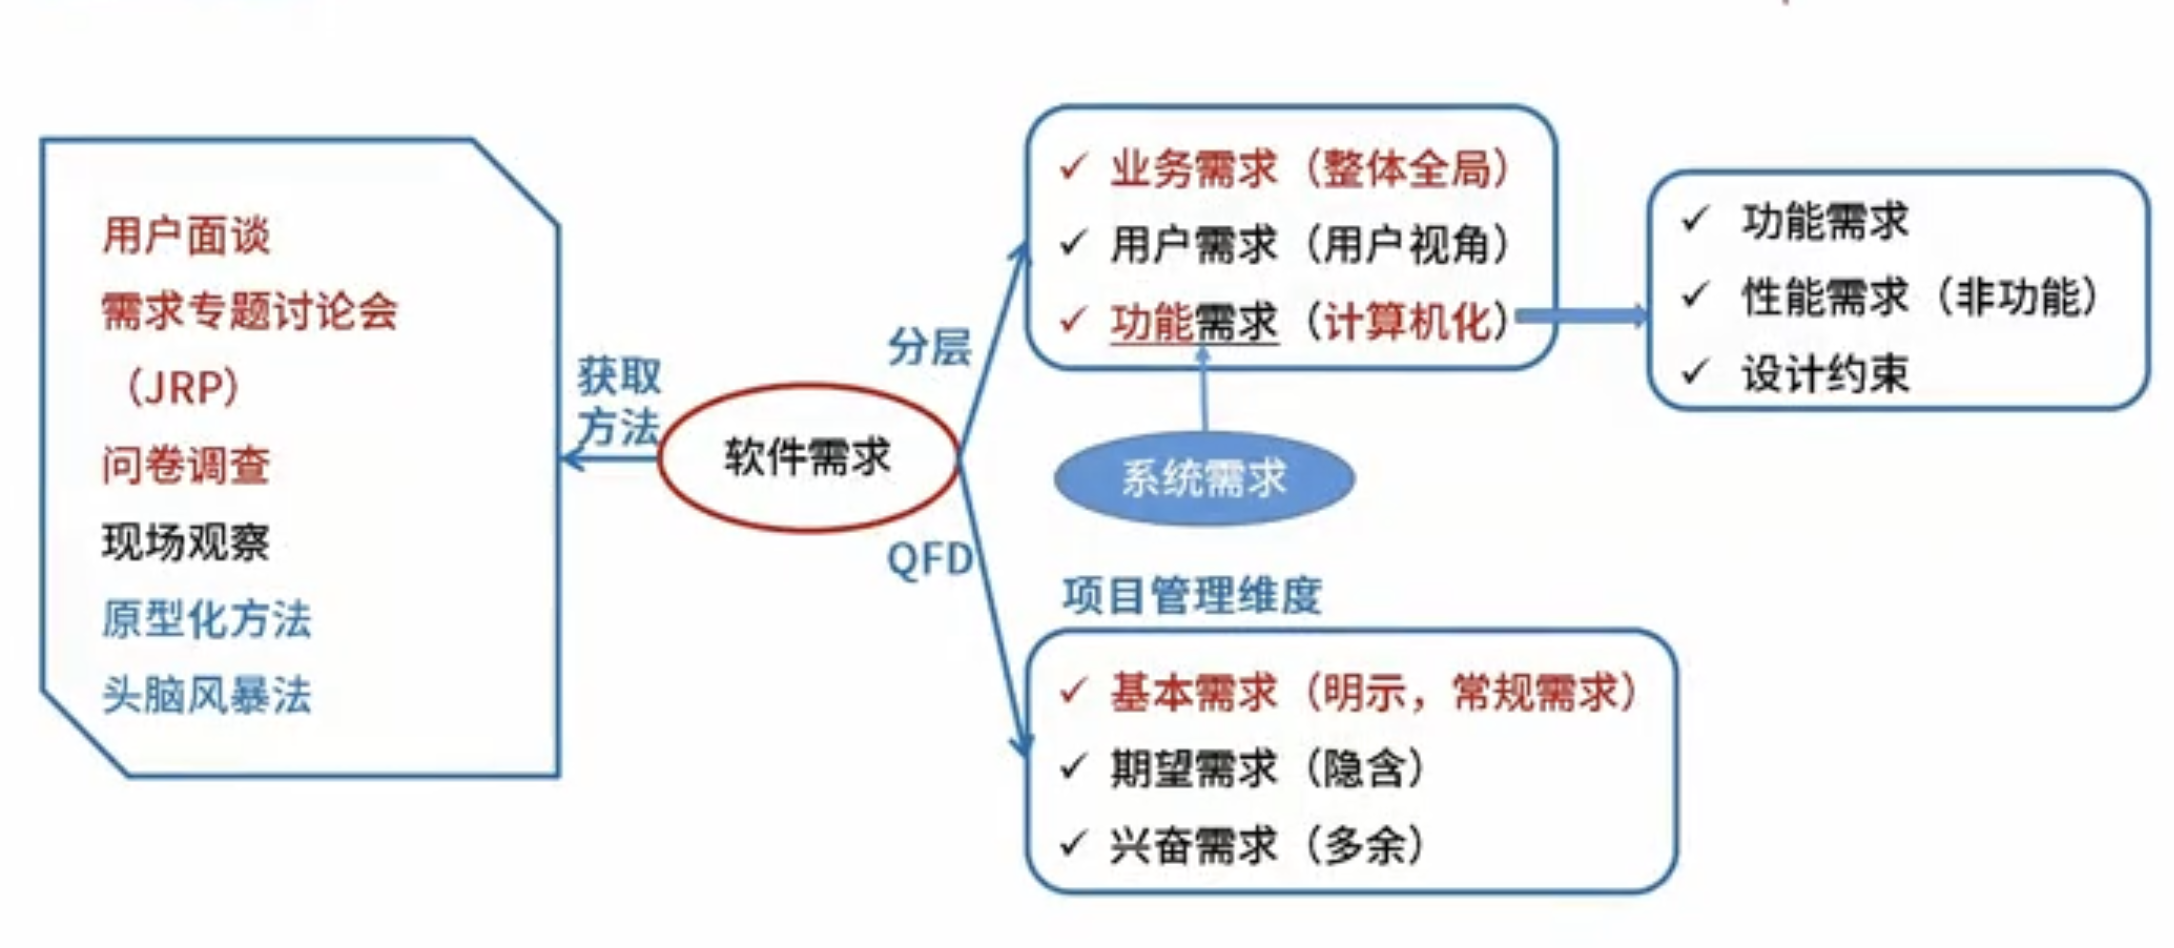 用户面谈
需求专题讨论会
（JRP）
问卷调查
现场观察
原型化方法
头脑风暴法
获取
方法
软件需求
分层
QFD
业务需求（整体全局）
用户需求（用户视角）
功能需求（计算机化）
系统需求
功能需求
性能需求（非功能）
设计约束
项目管理维度
基本需求（明示，常规需求）
期望需求（隐含）
兴奋需求（多余）